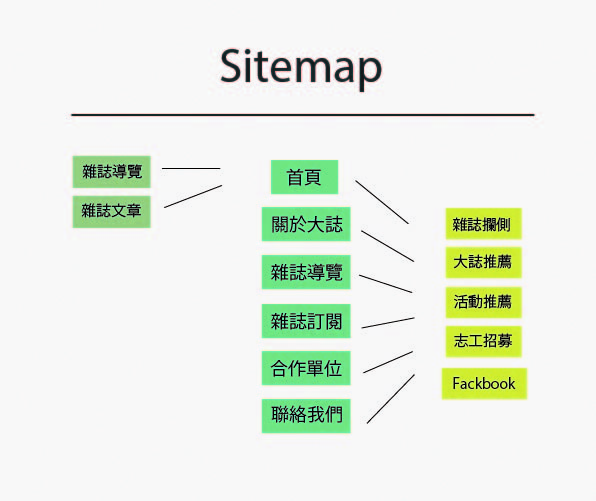 Sitemap
雜誌導覽
雜誌文章
首頁
關於大誌
雜誌導覽
雜誌訂閱
合作單位
聯絡我們
雜誌攔側
大誌推薦
活動推薦
志工招募
Fackbook